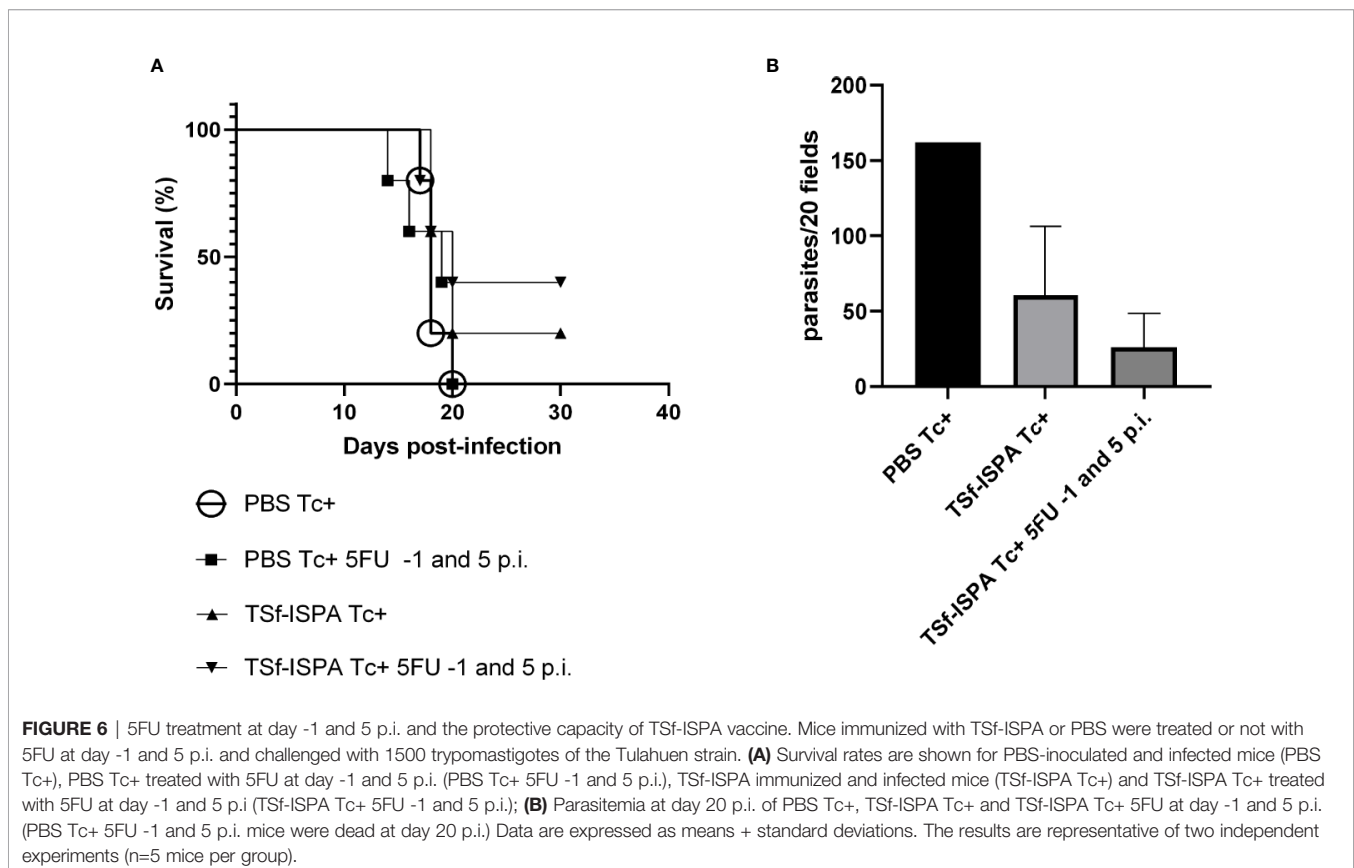 A
Survival (%)
100
50
0
0 10 20 30 40
Days post-infection
PBS Tc+
PBS Tc+ 5FU -1 and 5 p.i.
TSf-ISPA Tc+
TSf-ISPA Tc+ 5FU -1 and 5 p.i.
B
parasites/20 fields
200
150
100
50
0
PBS Tc+
TSf-ISPA Tc+
TSf-ISPA Tc+ 5FU -1 and 5 p.i.
FIGURE 6 | 5FU treatment at day -1 and 5 p.i. and the protective capacity of TSf-ISPA vaccine. Mice immunized with TSf-ISPA or PBS were treated or not with
5FU at day -1 and 5 p.i. and challenged with 1500 trypomastigotes of the Tulahuen strain. (A) Survival rates are shown for PBS-inoculated and infected mice (PBS
Tc+), PBS Tc+ treated with 5FU at day -1 and 5 p.i. (PBS Tc+ 5FU -1 and 5 p.i.), TSf-ISPA immunized and infected mice (TSf-ISPA Tc+) and TSf-ISPA Tc+ treated
with 5FU at day -1 and 5 p.i (TSf-ISPA Tc+ 5FU -1 and 5 p.i.); (B) Parasitemia at day 20 p.i. of PBS Tc+, TSf-ISPA Tc+ and TSf-ISPA Tc+ 5FU at day -1 and 5 p.i.
(PBS Tc+ 5FU -1 and 5 p.i. mice were dead at day 20 p.i.) Data are expressed as means + standard deviations. The results are representative of two independent
experiments (n=5 mice per group).